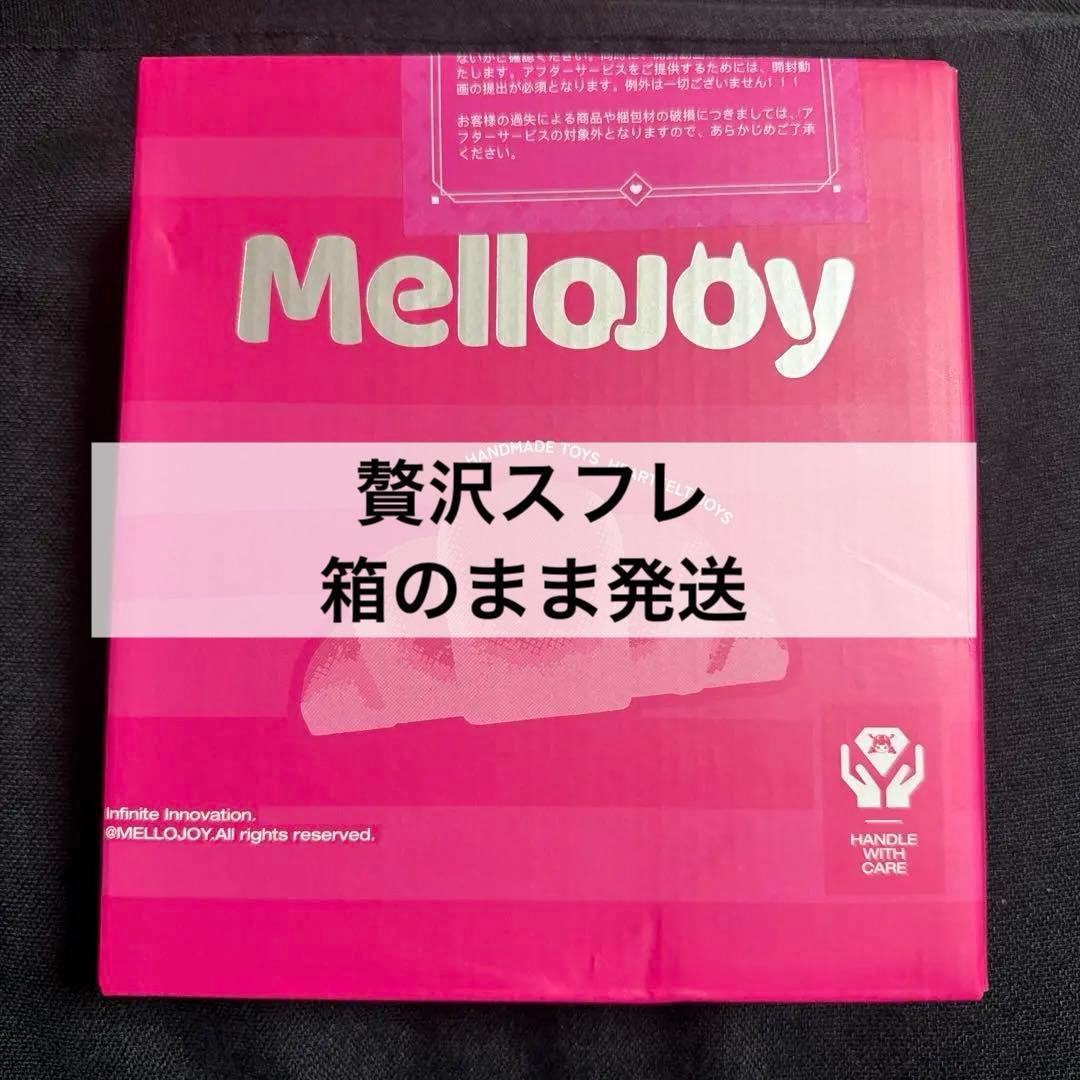 ないかご確認ください。
たします。アフターサービスをご提供するためには、開封動
画の提出が必須となります。例外は一切ございません！！！
お客様の過失による商品や梱包材の破損につきましては、ア
フターサービスの対象外となりますので、あらかじめご了承
ください。
MelloJoy
HANDMADE TOYS, HEARTFELT JOYS
贅沢スフレ
箱のまま発送
Infinite Innovation.
@MELLOJOY.All rights reserved.
HANDLE
WITH
CARE